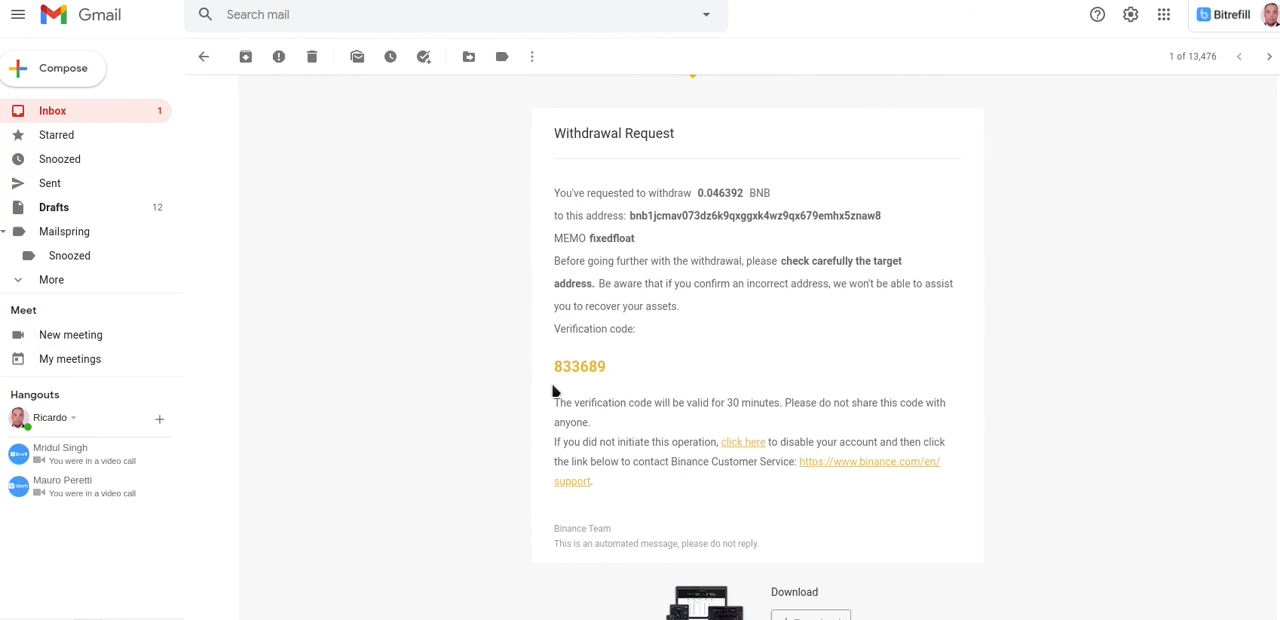 Gmail
Search mail
Bitrefill
Compose
1 of 13,476
Inbox 1
Starred
Snoozed
Sent
Drafts 12
Mailspring
Snoozed
More
Meet
New meeting
My meetings
Hangouts
Ricardo
Mridul Singh
You were in a video call
Mauro Peretti
You were in a video call
Withdrawal Request
You've requested to withdraw 0.046392 BNB
to this address: bnb1jcmav073dz6k9qxggxk4wz9qx679emhx5znaw8
MEMO fixedfloat
Before going further with the withdrawal, please check carefully the target
address. Be aware that if you confirm an incorrect address, we won't be able to assist
you to recover your assets.
Verification code:
833689
The verification code will be valid for 30 minutes. Please do not share this code with
anyone.
If you did not initiate this operation, click here to disable your account and then click
the link below to contact Binance Customer Service: https://www.binance.com/en/
support.
Binance Team
This is an automated message, please do not reply.
Download